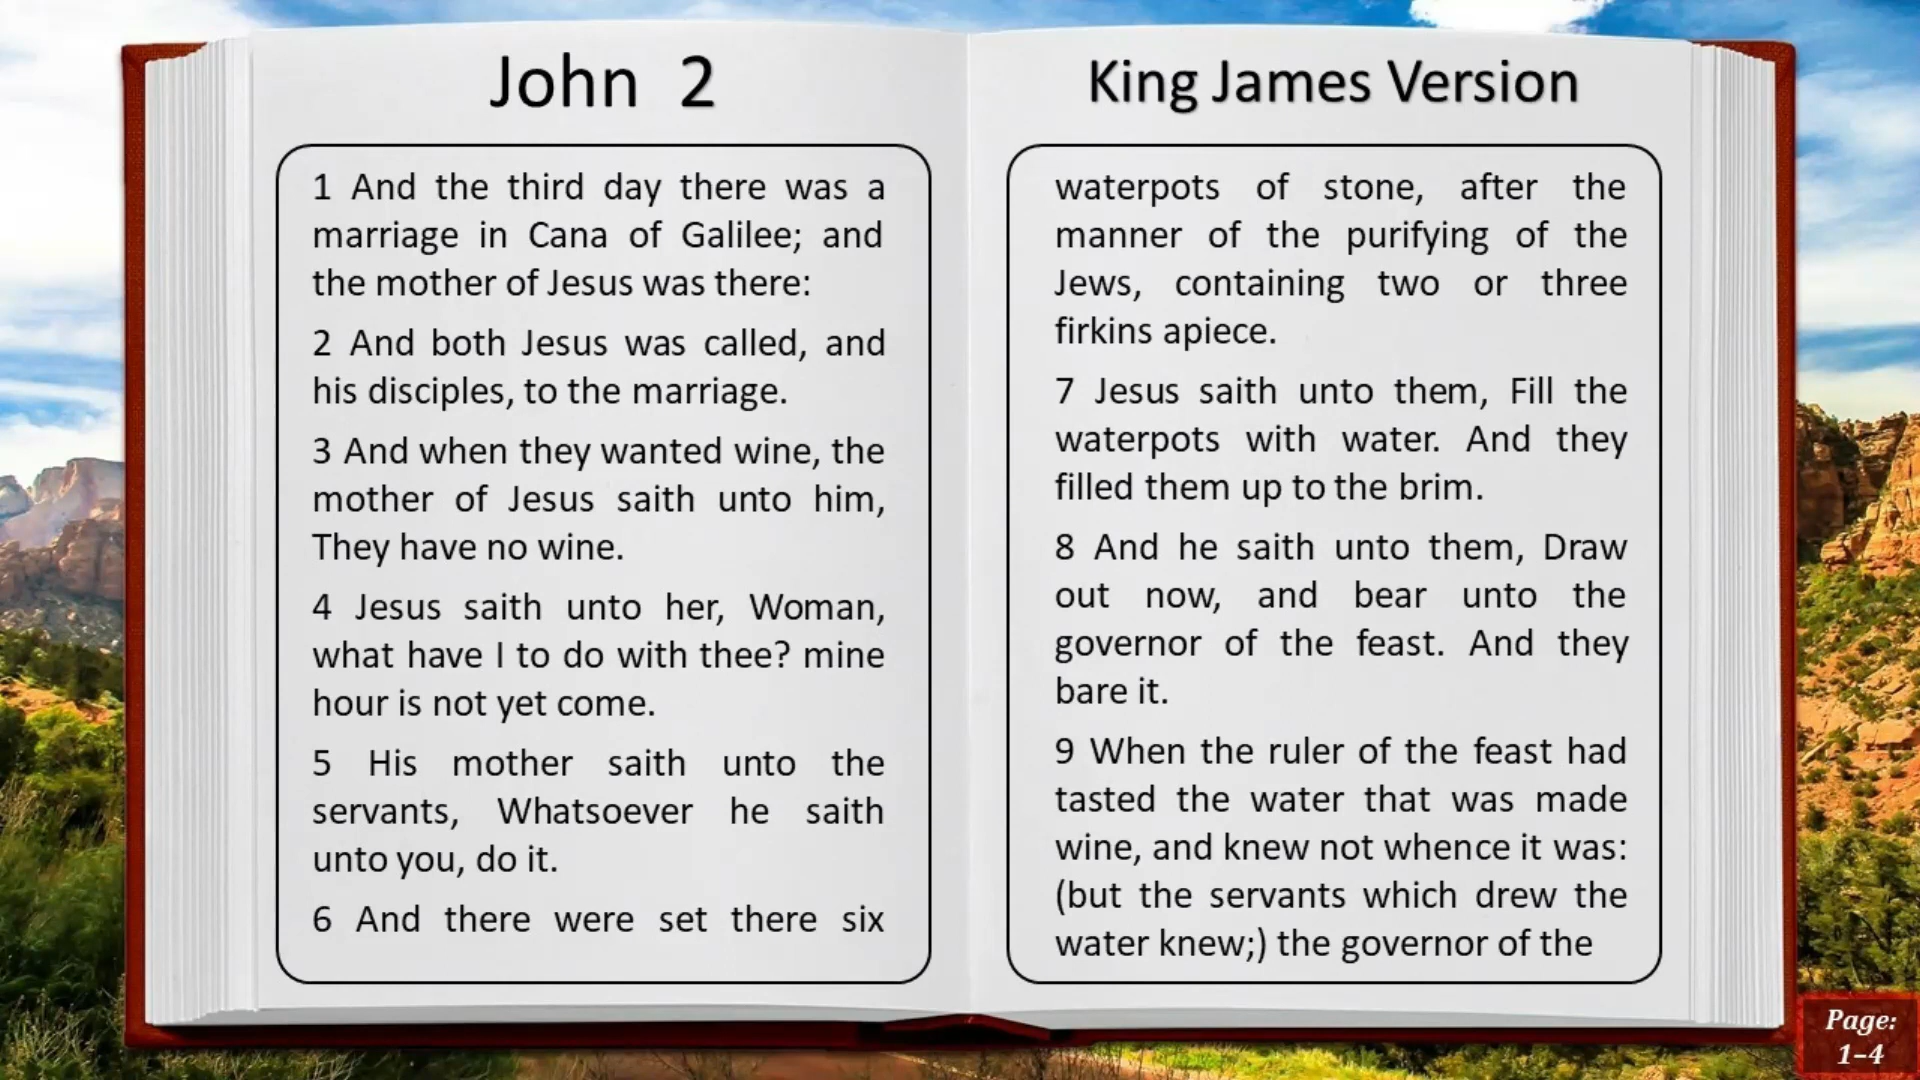 John 2
1 And the third day there was a
marriage in Cana of Galilee; and
the mother of Jesus was there:
2 And both Jesus was called, and
his disciples, to the marriage.
3 And when they wanted wine, the
mother of Jesus saith unto him,
They have no wine.
4 Jesus saith unto her, Woman,
what have I to do with thee? mine
hour is not yet come.
5 His mother saith unto the
servants, Whatsoever he saith
unto you, do it.
6 And there were set there six
King James Version
waterpots of stone, after the
manner of the purifying of the
Jews, containing two or three
firkins apiece.
7 Jesus saith unto them, Fill the
waterpots with water. And they
filled them up to the brim.
8 And he saith unto them, Draw
out now, and bear unto the
governor of the feast. And they
bare it.
9 When the ruler of the feast had
tasted the water that was made
wine, and knew not whence it was:
(but the servants which drew the
water knew;) the governor of the
Page:
1–4